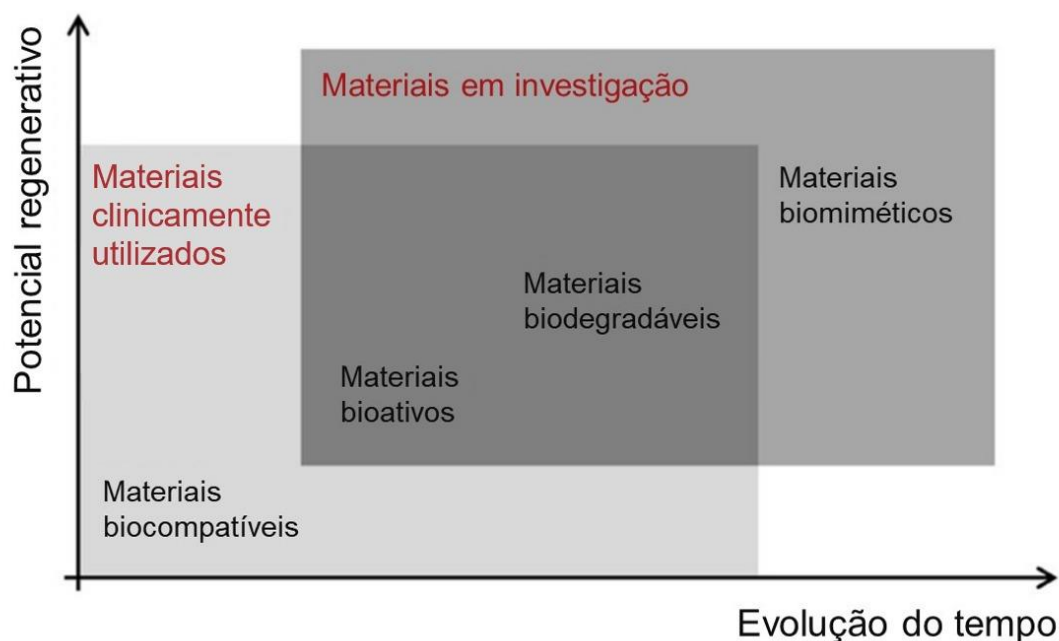 Potencial regenerativo
Materiais em investigação
Materiais
clinicamente
utilizados
Materiais
biomiméticos
Materiais
biodegradáveis
Materiais
bioativos
Materiais
biocompatíveis
Evolução do tempo